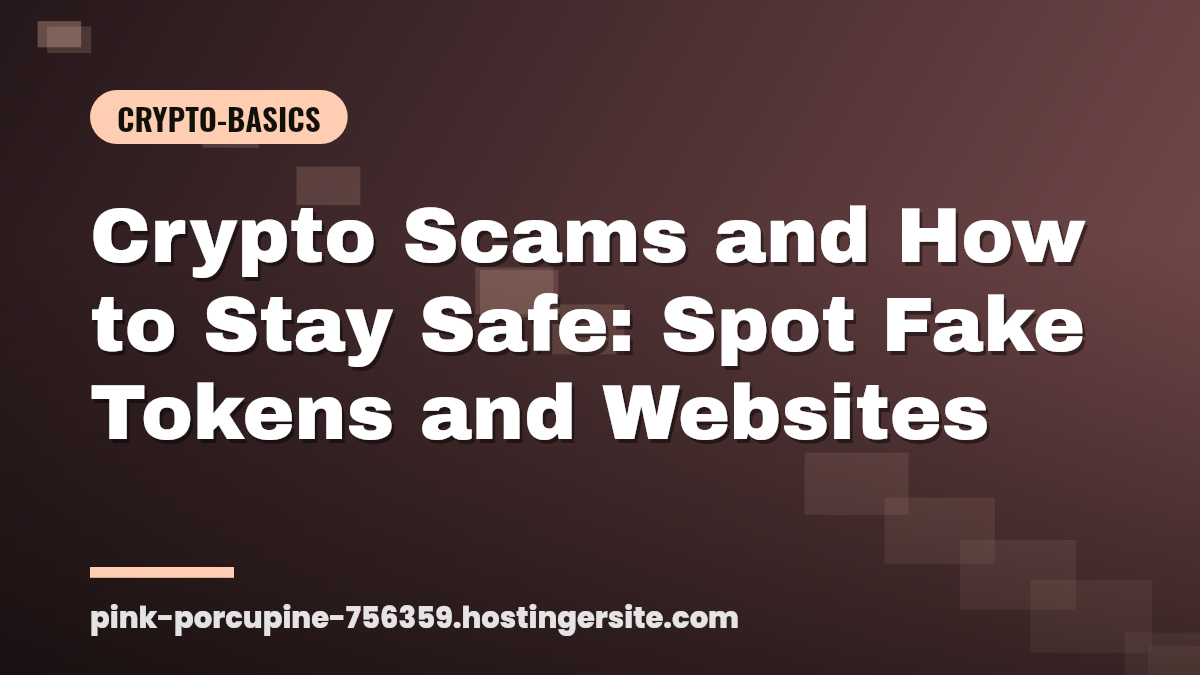 CRYPTO-BASICS
Crypto Scams and How
to Stay Safe: Spot Fake
Tokens and Websites
pink-porcupine-756359.hostingersite.com